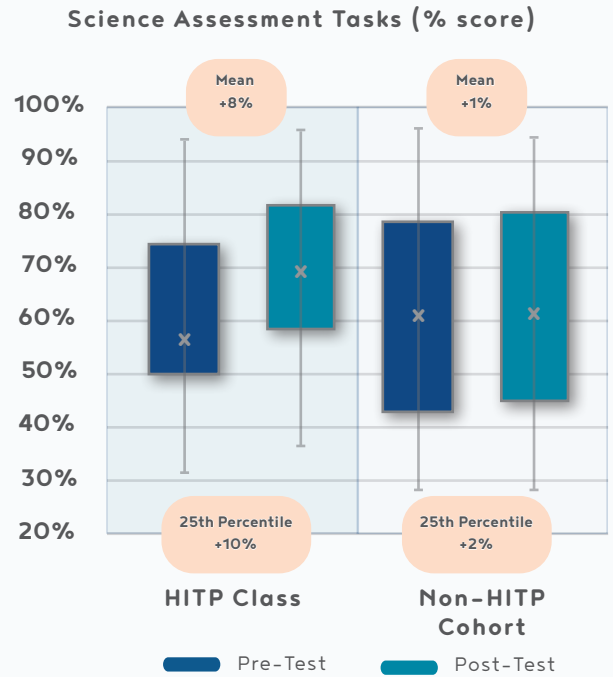 Science Assessment Tasks (% score)
Mean
+8%
Mean
+1%
100%
90%
80%
70%
60%
50%
40%
30%
20%
25th Percentile
+10%
25th Percentile
+2%
HITP Class
Non-HITP
Cohort
Pre-Test
Post-Test